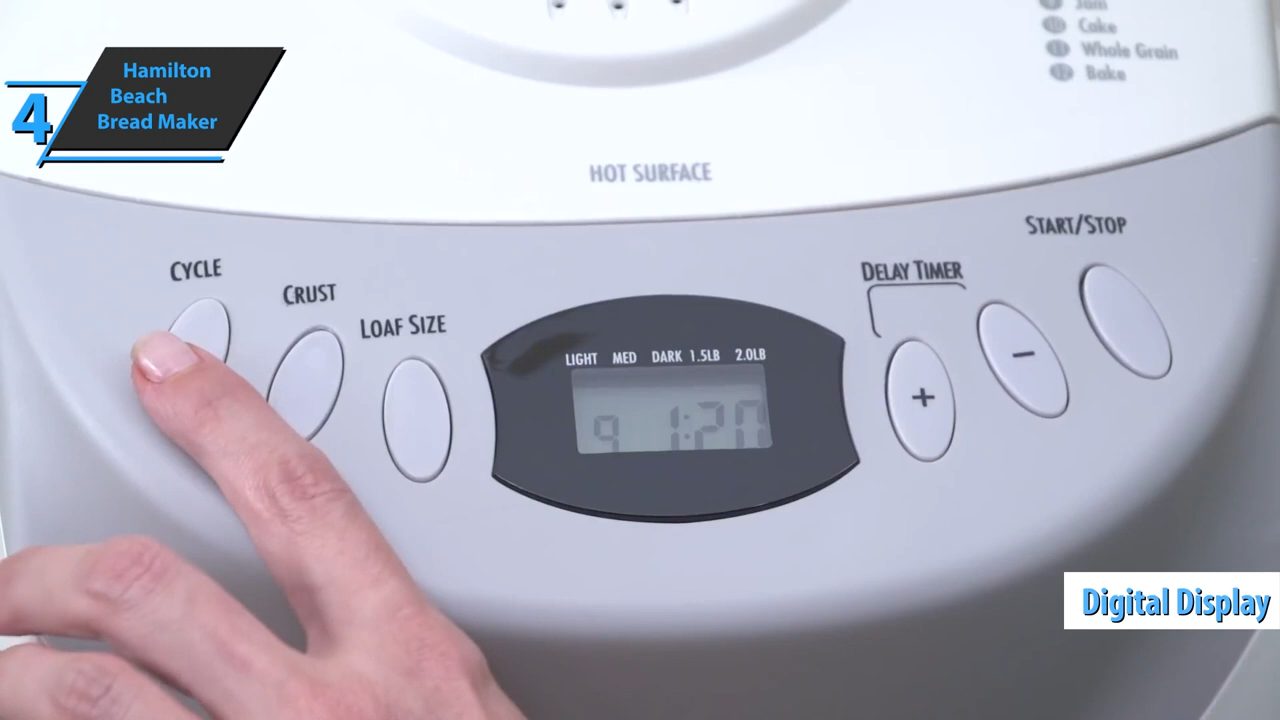 4
Hamilton
Beach
Bread Maker
Jam
Cake
Whole Grain
Bake
HOT SURFACE
CYCLE
CRUST
LOAF SIZE
LIGHT MED DARK 1.5LB 2.0LB
9 1:20
DELAY TIMER
+
−
START/STOP
Digital Display